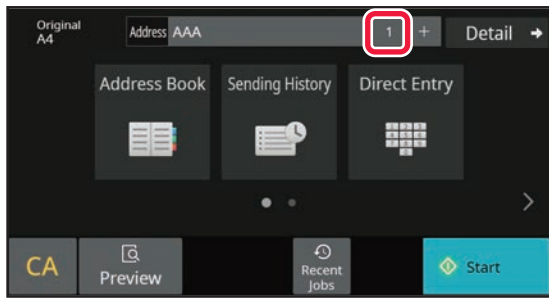 Original
A4
Address AAA 1 +
Detail
Address Book
Sending History
Direct Entry
CA
Preview
Recent
Jobs
Start